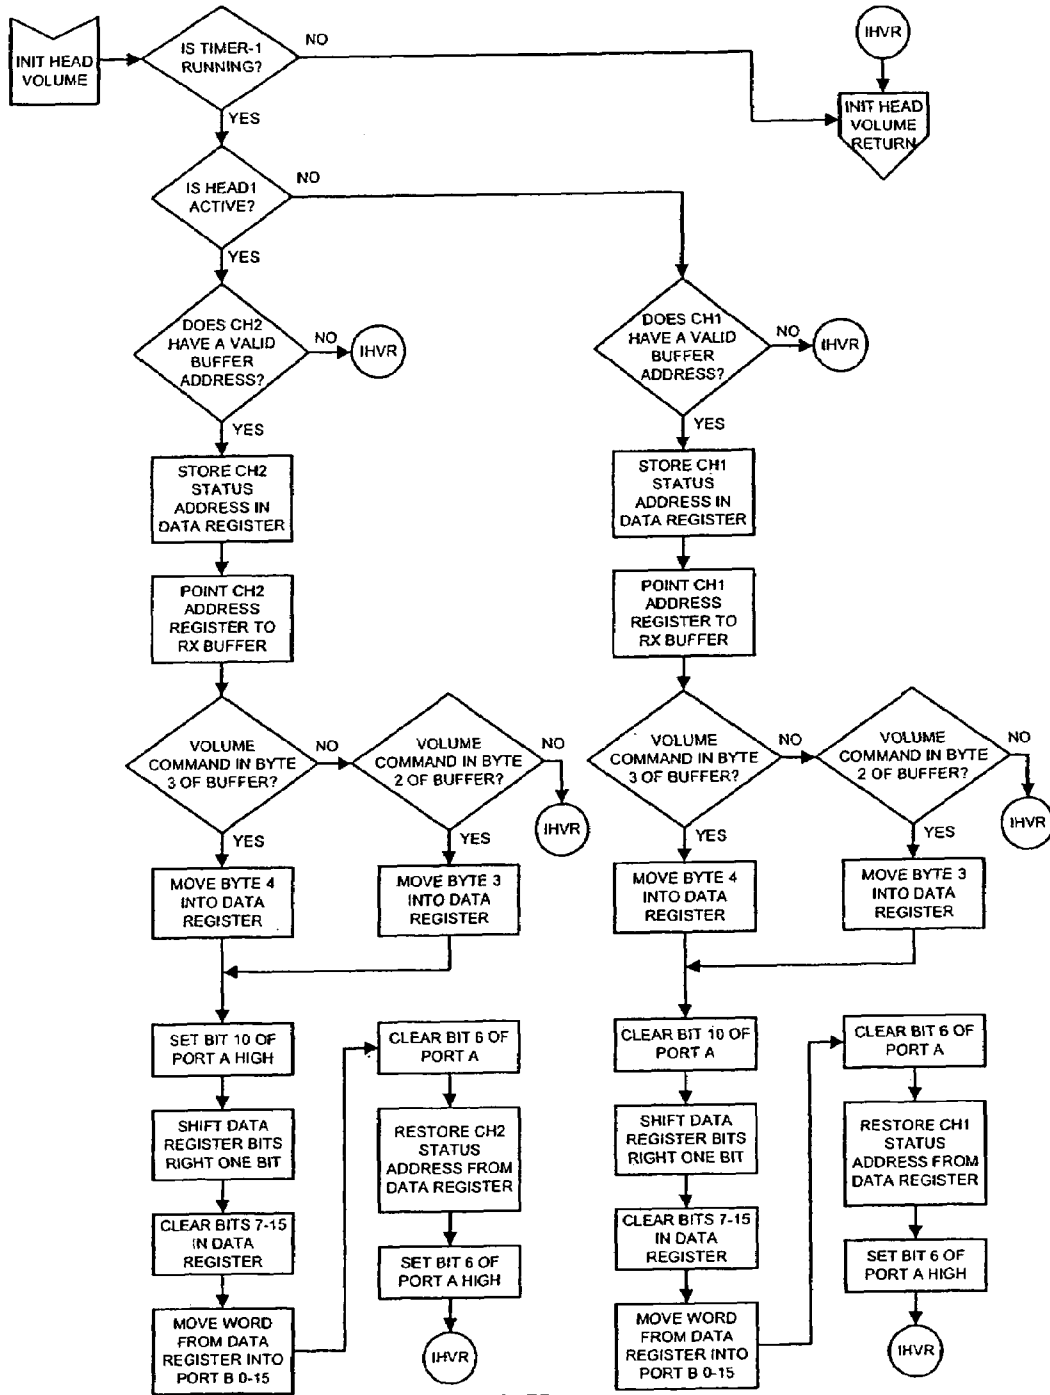 INIT HEAD
VOLUME
IS TIMER-1
RUNNING?
NO
YES
IHVR
INIT HEAD
VOLUME
RETURN
IS HEAD1
ACTIVE?
NO
YES
DOES CH2
HAVE A VALID
BUFFER
ADDRESS?
NO
IHVR
YES
DOES CH1
HAVE A VALID
BUFFER
ADDRESS?
NO
IHVR
YES
STORE CH2
STATUS
ADDRESS IN
DATA REGISTER
STORE CH1
STATUS
ADDRESS IN
DATA REGISTER
POINT CH2
ADDRESS
REGISTER TO
RX BUFFER
POINT CH1
ADDRESS
REGISTER TO
RX BUFFER
VOLUME
COMMAND IN BYTE
3 OF BUFFER?
NO
YES
VOLUME
COMMAND IN BYTE
2 OF BUFFER?
NO
IHVR
YES
VOLUME
COMMAND IN BYTE
3 OF BUFFER?
NO
YES
VOLUME
COMMAND IN BYTE
2 OF BUFFER?
NO
IHVR
YES
MOVE BYTE 4
INTO DATA
REGISTER
MOVE BYTE 3
INTO DATA
REGISTER
MOVE BYTE 4
INTO DATA
REGISTER
MOVE BYTE 3
INTO DATA
REGISTER
SET BIT 10 OF
PORT A HIGH
SHIFT DATA
REGISTER BITS
RIGHT ONE BIT
CLEAR BITS 7-15
IN DATA
REGISTER
MOVE WORD
FROM DATA
REGISTER INTO
PORT B 0-15
CLEAR BIT 6 OF
PORT A
RESTORE CH2
STATUS
ADDRESS FROM
DATA REGISTER
SET BIT 6 OF
PORT A HIGH
IHVR
CLEAR BIT 10 OF
PORT A
SHIFT DATA
REGISTER BITS
RIGHT ONE BIT
CLEAR BITS 7-15
IN DATA
REGISTER
MOVE WORD
FROM DATA
REGISTER INTO
PORT B 0-15
CLEAR BIT 6 OF
PORT A
RESTORE CH1
STATUS
ADDRESS FROM
DATA REGISTER
SET BIT 6 OF
PORT A HIGH
IHVR